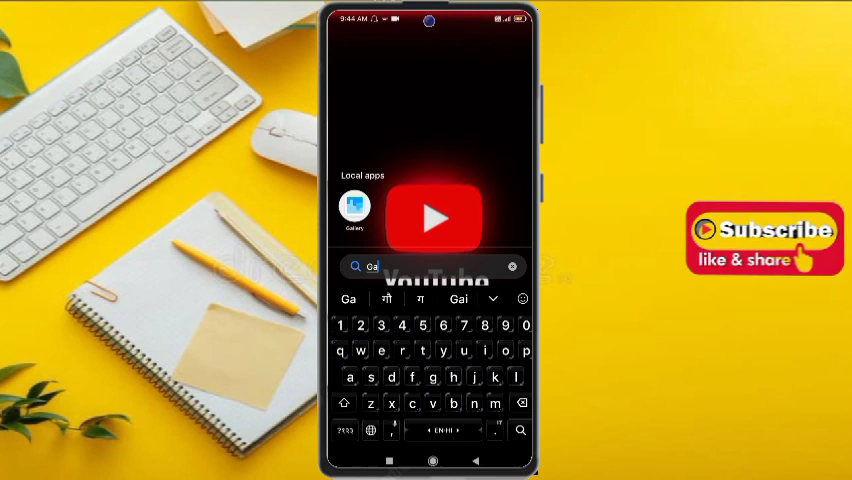 9:44 AM
Local apps
Gallery
Ga
YouTube
Ga गौ ग Gai
1 2 3 4 5 6 7 8 9 0
q w e r t y u i o p
a s d f g h j k l
z x c v b n m
?१२३ , EN·HI .
Subscribe
like & share